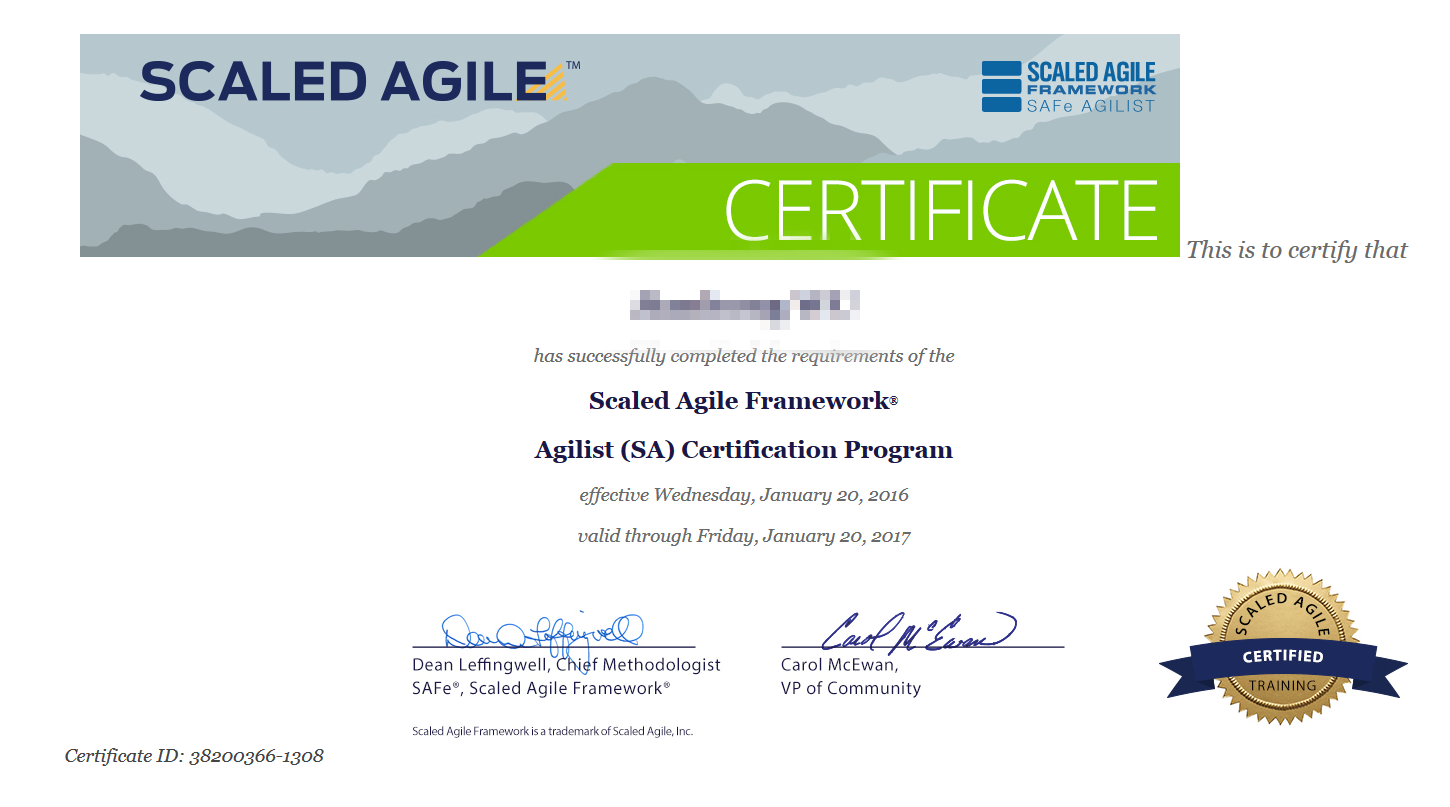 SCALED AGILE™
SCALED AGILE
FRAMEWORK
SAFe AGILIST
CERTIFICATE
This is to certify that
has successfully completed the requirements of the
Scaled Agile Framework®
Agilist (SA) Certification Program
effective Wednesday, January 20, 2016
valid through Friday, January 20, 2017
Dean Leffingwell
Carol McEwan
Dean Leffingwell, Chief Methodologist
SAFe®, Scaled Agile Framework®
Carol McEwan,
VP of Community
SCALED AGILE
CERTIFIED
TRAINING
Scaled Agile Framework is a trademark of Scaled Agile, Inc.
Certificate ID: 38200366-1308